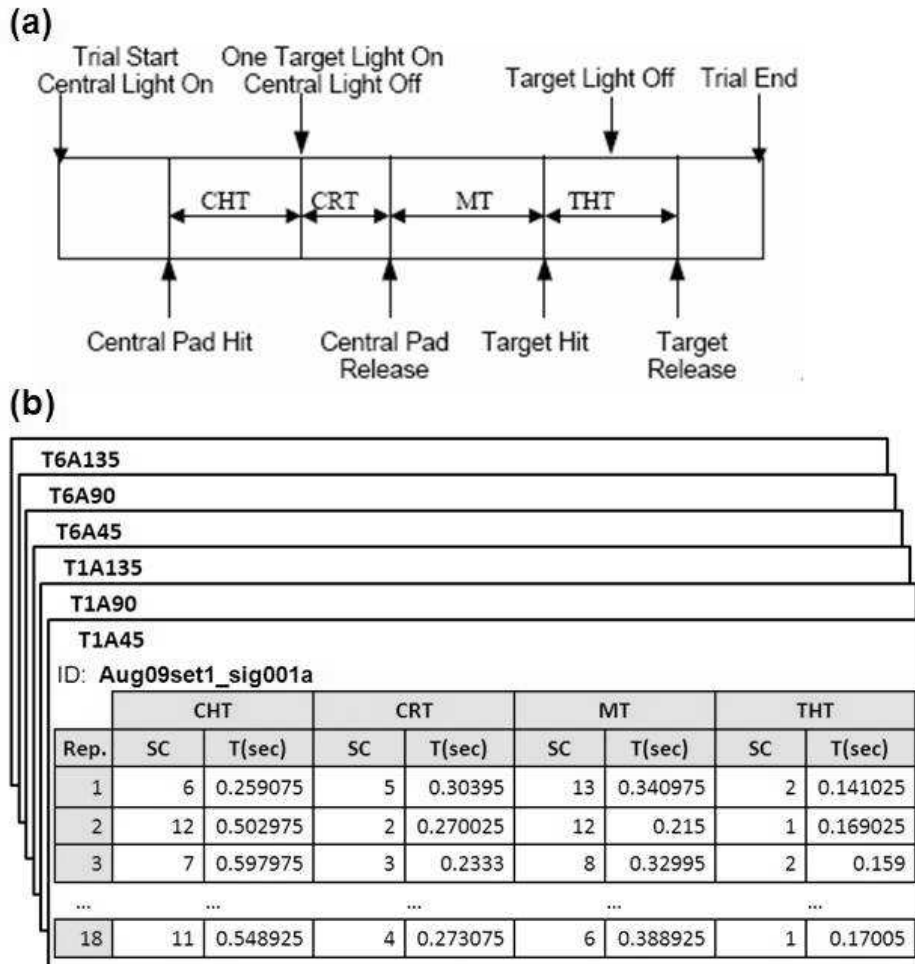 (a)
Trial Start
Central Light On
One Target Light On
Central Light Off
Target Light Off
Trial End
CHT
CRT
MT
THT
Central Pad Hit
Central Pad
Release
Target Hit
Target
Release
(b)
T6A135
T6A90
T6A45
T1A135
T1A90
T1A45
ID: Aug09set1_sig001a
CHT CRT MT THT
Rep. SC T(sec) SC T(sec) SC T(sec) SC T(sec)
1 6 0.259075 5 0.30395 13 0.340975 2 0.141025
2 12 0.502975 2 0.270025 12 0.215 1 0.169025
3 7 0.597975 3 0.2333 8 0.32995 2 0.159
... ... ... ... ...
18 11 0.548925 4 0.273075 6 0.388925 1 0.17005